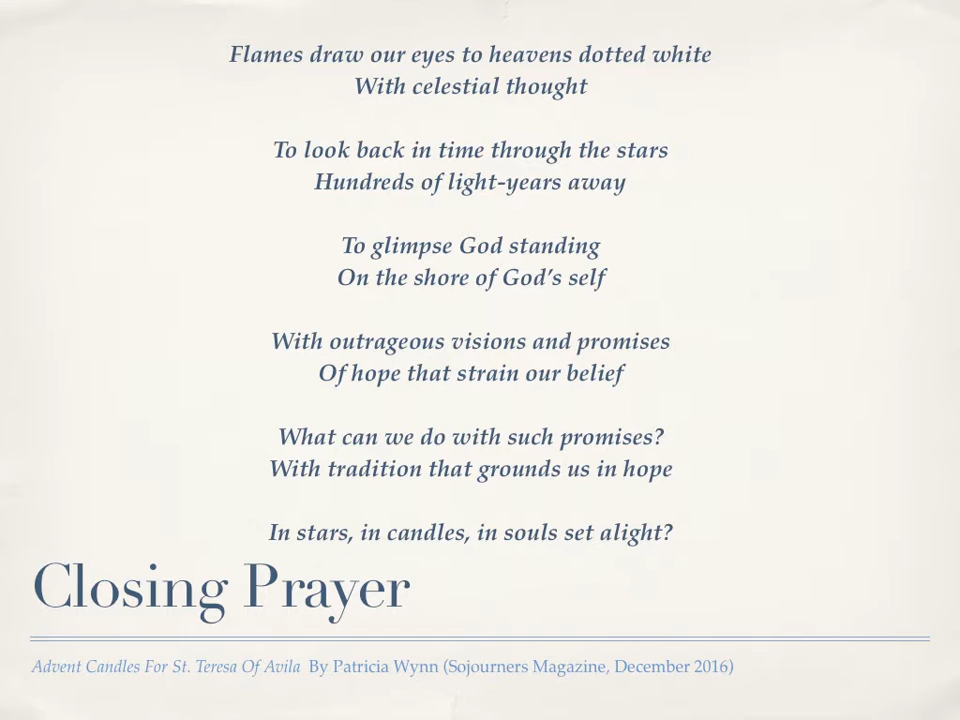 Flames draw our eyes to heavens dotted white
With celestial thought
To look back in time through the stars
Hundreds of light-years away
To glimpse God standing
On the shore of God's self
With outrageous visions and promises
Of hope that strain our belief
What can we do with such promises?
With tradition that grounds us in hope
In stars, in candles, in souls set alight?
Closing Prayer
Advent Candles For St. Teresa Of Avila By Patricia Wynn (Sojourners Magazine, December 2016)